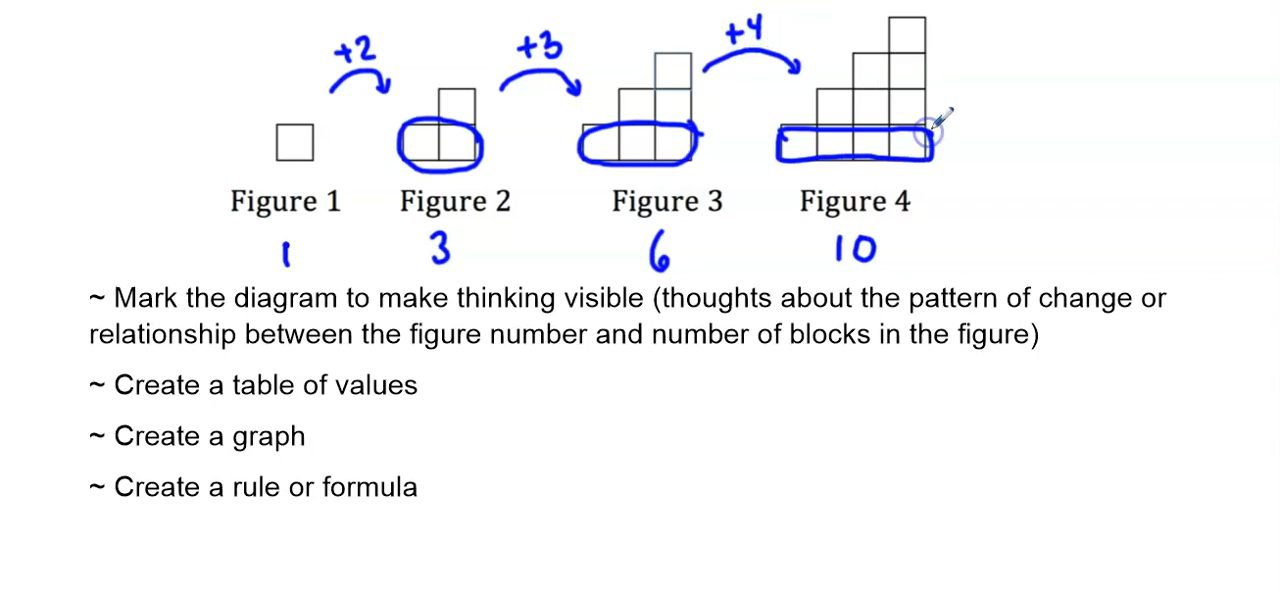 +2 +3 +4
Figure 1 Figure 2 Figure 3 Figure 4
1 3 6 10
~ Mark the diagram to make thinking visible (thoughts about the pattern of change or
relationship between the figure number and number of blocks in the figure)
~ Create a table of values
~ Create a graph
~ Create a rule or formula